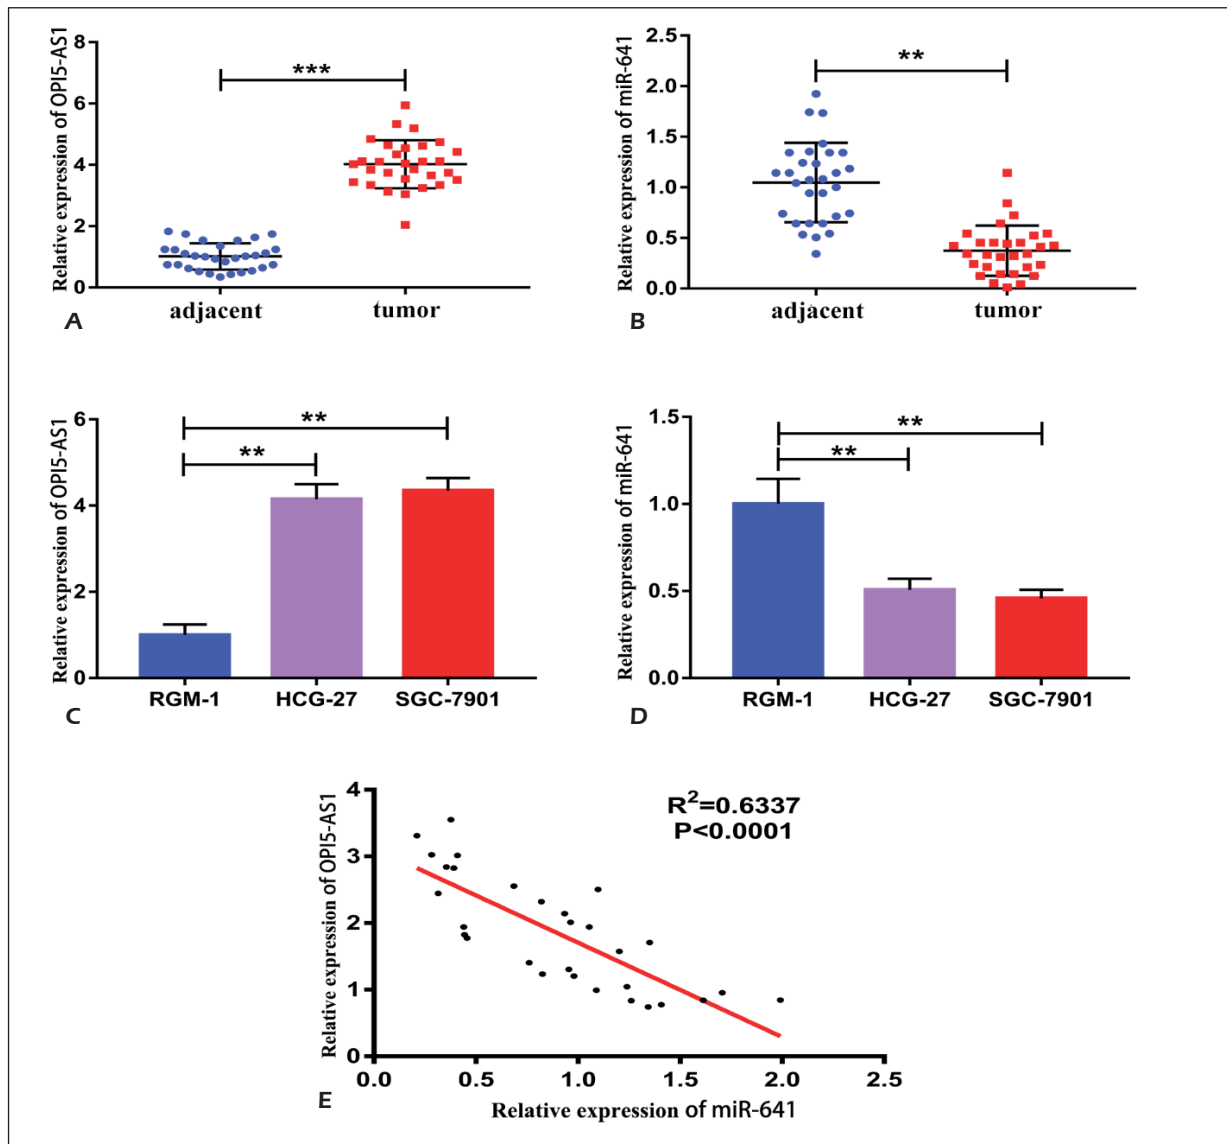 Relative expression of OPI5-AS1
8
6
4
2
0
***
adjacent
tumor
A
Relative expression of miR-641
2.5
2.0
1.5
1.0
0.5
0.0
**
adjacent
tumor
B
Relative expression of OPI5-AS1
6
4
2
0
**
**
RGM-1
HCG-27
SGC-7901
C
Relative expression of miR-641
1.5
1.0
0.5
0.0
**
**
RGM-1
HCG-27
SGC-7901
D
Relative expression of OPI5-AS1
4
3
2
1
0
R²=0.6337
P<0.0001
0.0
0.5
1.0
1.5
2.0
2.5
E
Relative expression of miR-641